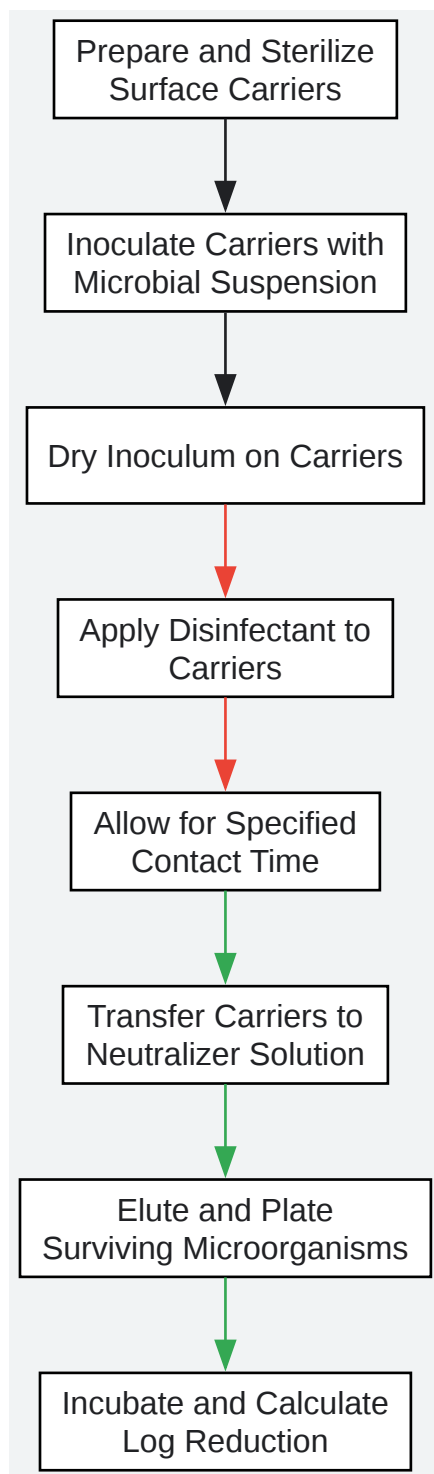 Prepare and Sterilize
Surface Carriers
Inoculate Carriers with
Microbial Suspension
Dry Inoculum on Carriers
Apply Disinfectant to
Carriers
Allow for Specified
Contact Time
Transfer Carriers to
Neutralizer Solution
Elute and Plate
Surviving Microorganisms
Incubate and Calculate
Log Reduction